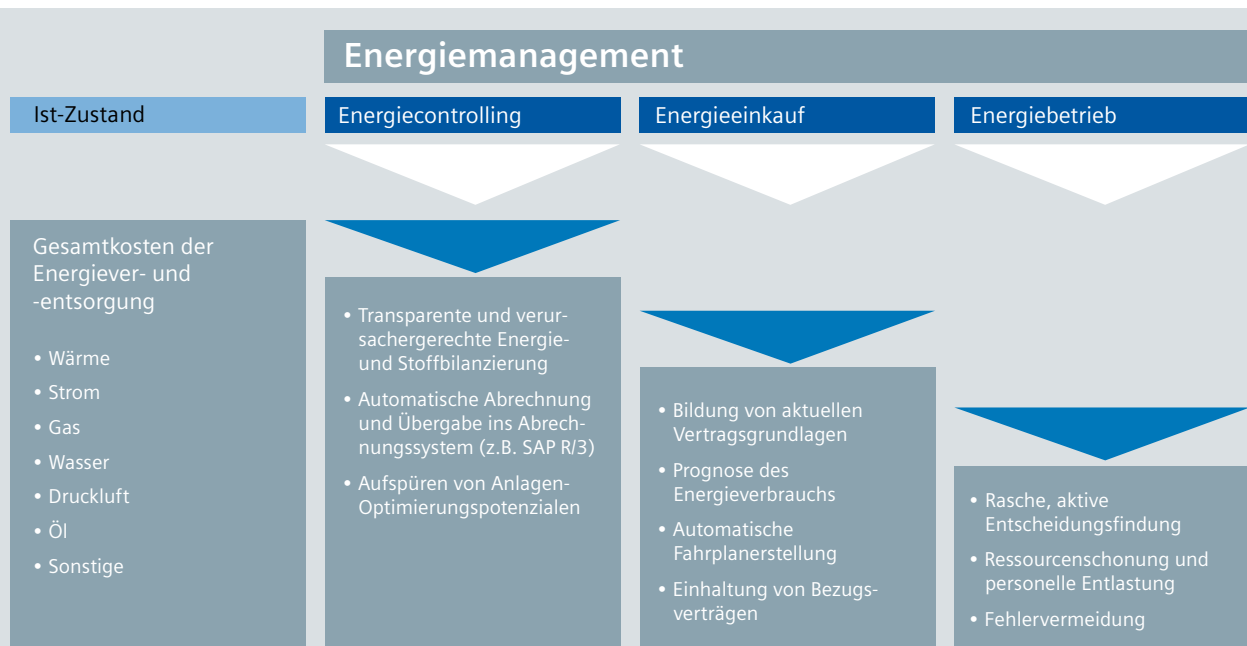 Energiemanagement
Ist-Zustand
Energiecontrolling
Energieeinkauf
Energiebetrieb
Gesamtkosten der
Energiever- und
-entsorgung
• Wärme
• Strom
• Gas
• Wasser
• Druckluft
• Öl
• Sonstige
• Transparente und verur-
sachergerechte Energie-
und Stoffbilanzierung
• Automatische Abrechnung
und Übergabe ins Abrech-
nungssystem (z.B. SAP R/3)
• Aufspüren von Anlagen-
Optimierungspotenzialen
• Bildung von aktuellen
Vertragsgrundlagen
• Prognose des
Energieverbrauchs
• Automatische
Fahrplanerstellung
• Einhaltung von Bezugs-
verträgen
• Rasche, aktive
Entscheidungsfindung
• Ressourcenschonung und
personelle Entlastung
• Fehlervermeidung